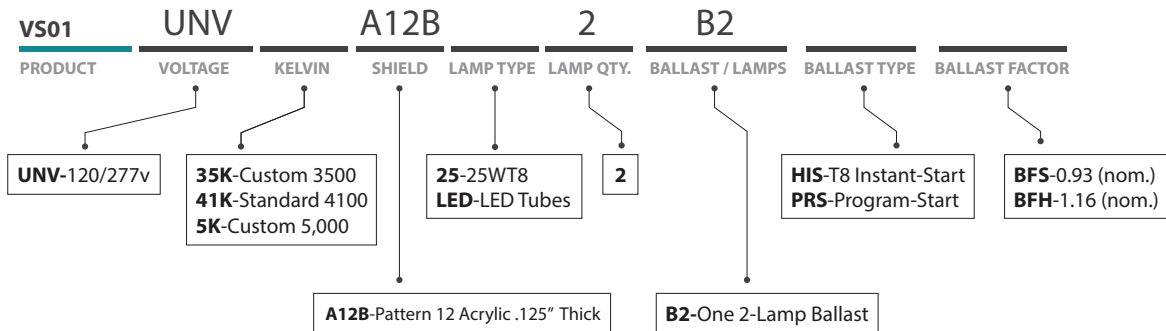 VS01 UNV A12B 2 B2
PRODUCT VOLTAGE KELVIN SHIELD LAMP TYPE LAMP QTY. BALLAST / LAMPS BALLAST TYPE BALLAST FACTOR
UNV-120/277v
35K-Custom 3500
41K-Standard 4100
5K-Custom 5,000
25-25WT8
LED-LED Tubes
2
HIS-T8 Instant-Start
PRS-Program-Start
BFS-0.93 (nom.)
BFH-1.16 (nom.)
A12B-Pattern 12 Acrylic .125” Thick
B2-One 2-Lamp Ballast